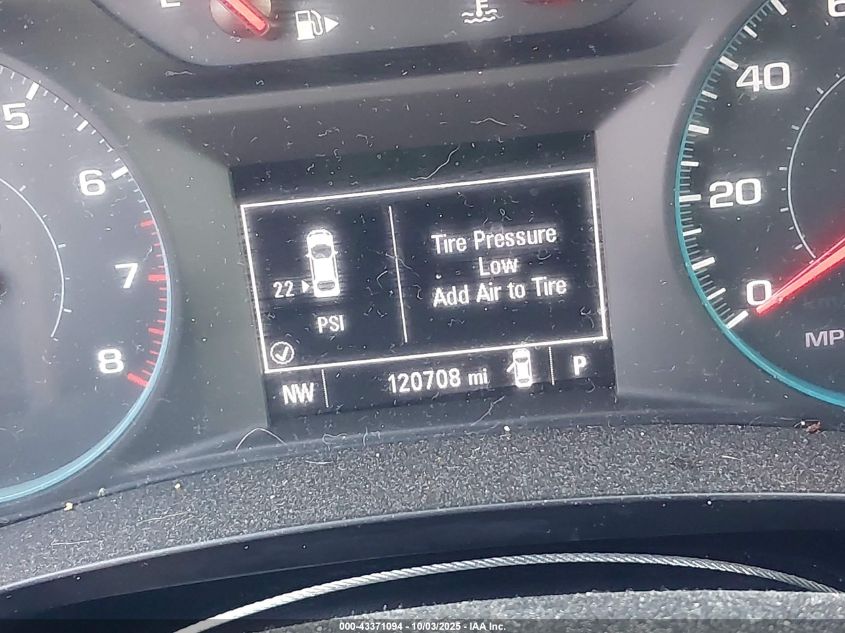 E
5
6
7
8
22
PSI
Tire Pressure
Low
Add Air to Tire
NW
120708 mi
P
40
20
0
MP
000-43371094 - 10/03/2025 - IAA Inc.